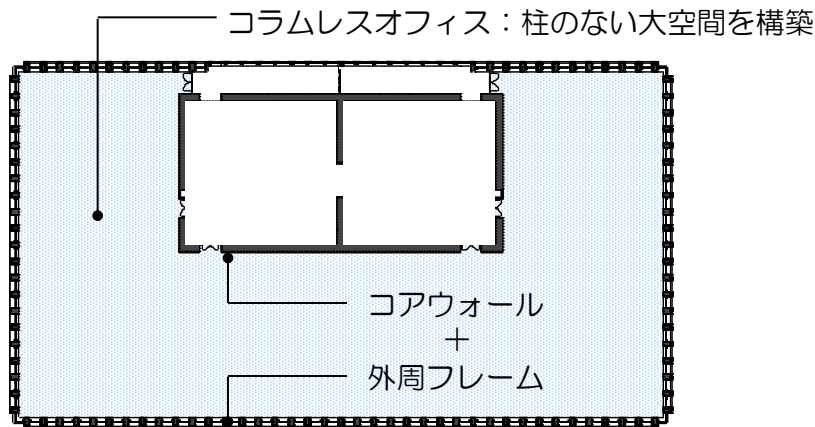 コラムレスオフィス：柱のない大空間を構築
コアウォール
＋
外周フレーム